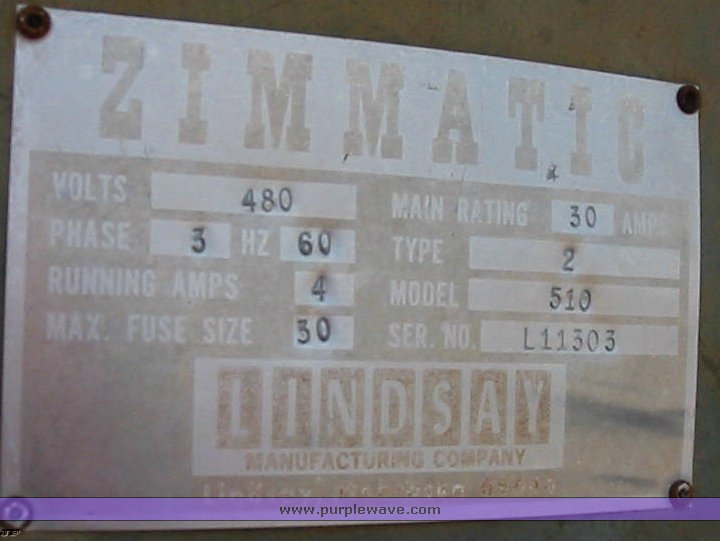 ZIMMATIC
VOLTS 480
PHASE 3 HZ 60
RUNNING AMPS 4
MAX. FUSE SIZE 30
MAIN RATING 30 AMPS
TYPE 2
MODEL 510
SER. NO. L11303
LINDSAY
MANUFACTURING COMPANY
www.purplewave.com